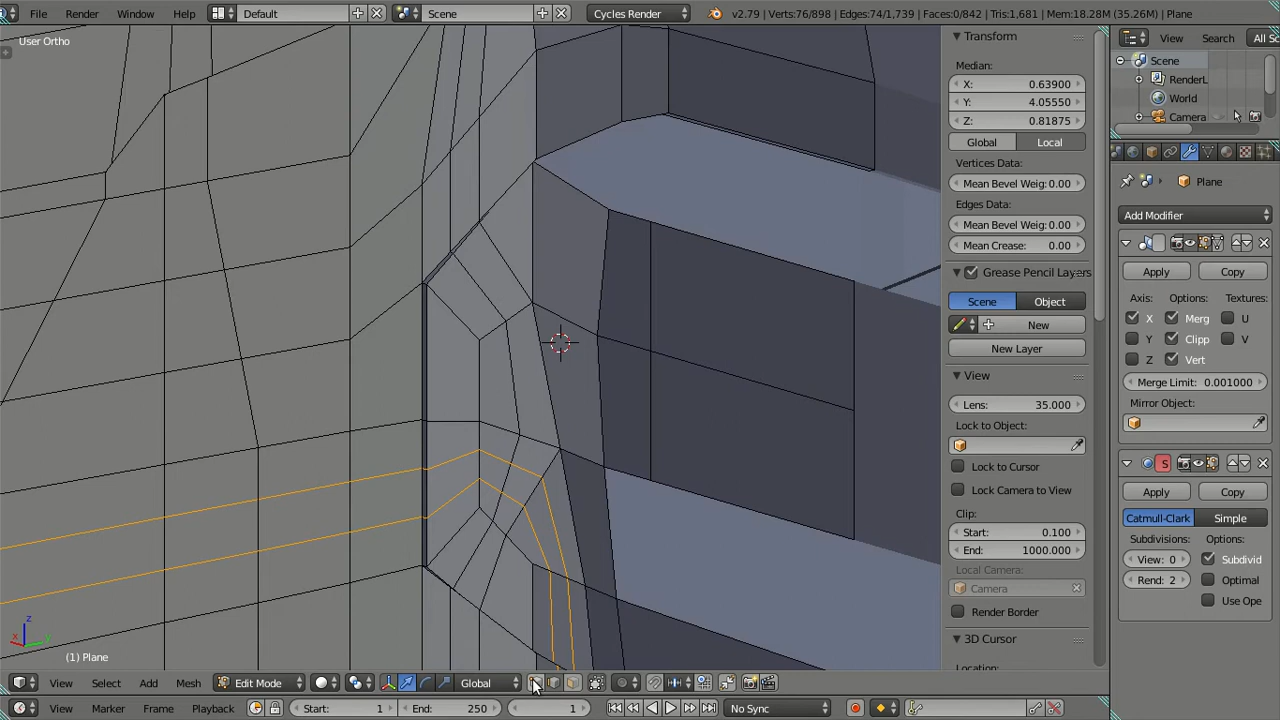 File Render Window Help Default Scene Cycles Render v2.79 | Verts:76/898 | Edges:74/1,739 | Faces:0/842 | Tris:1,681 | Mem:18.28M (35.26M) | Plane
User Ortho
Transform
Median:
X: 0.63900
Y: 4.05550
Z: 0.81875
Global Local
Vertices Data:
Mean Bevel Weig: 0.00
Edges Data:
Mean Bevel Weig: 0.00
Mean Crease: 0.00
Grease Pencil Layers
Scene Object
New
New Layer
View
Lens: 35.000
Lock to Object:
Lock to Cursor
Lock Camera to View
Clip:
Start: 0.100
End: 1000.000
Local Camera:
Camera
Render Border
3D Cursor
Location:
View Search All Sc
Scene
RenderL
World
Camera
Plane
Add Modifier
Apply Copy
Axis: Options: Textures:
X Merg U
Y Clipp V
Z Vert
Merge Limit: 0.001000
Mirror Object:
S
Apply Copy
Catmull-Clark Simple
Subdivisions: Options:
View: 0 Subdivid
Rend: 2 Optimal
Use Ope
z
x y
(1) Plane
View Select Add Mesh Edit Mode Global
View Marker Frame Playback Start: 1 End: 250 1 No Sync